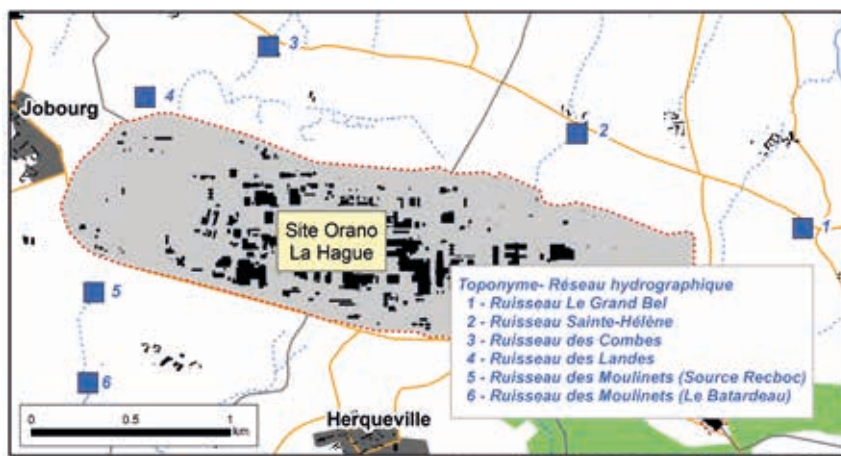 3
4
Jobourg
2
Site Orano
La Hague
1
Toponyme- Réseau hydrographique
1 - Ruisseau Le Grand Bel
2 - Ruisseau Sainte-Hélène
3 - Ruisseau des Combes
4 - Ruisseau des Landes
5 - Ruisseau des Moulinets (Source Recboc)
6 - Ruisseau des Moulinets (Le Batardeau)
5
6
0 0.5 1
km
Herqueville